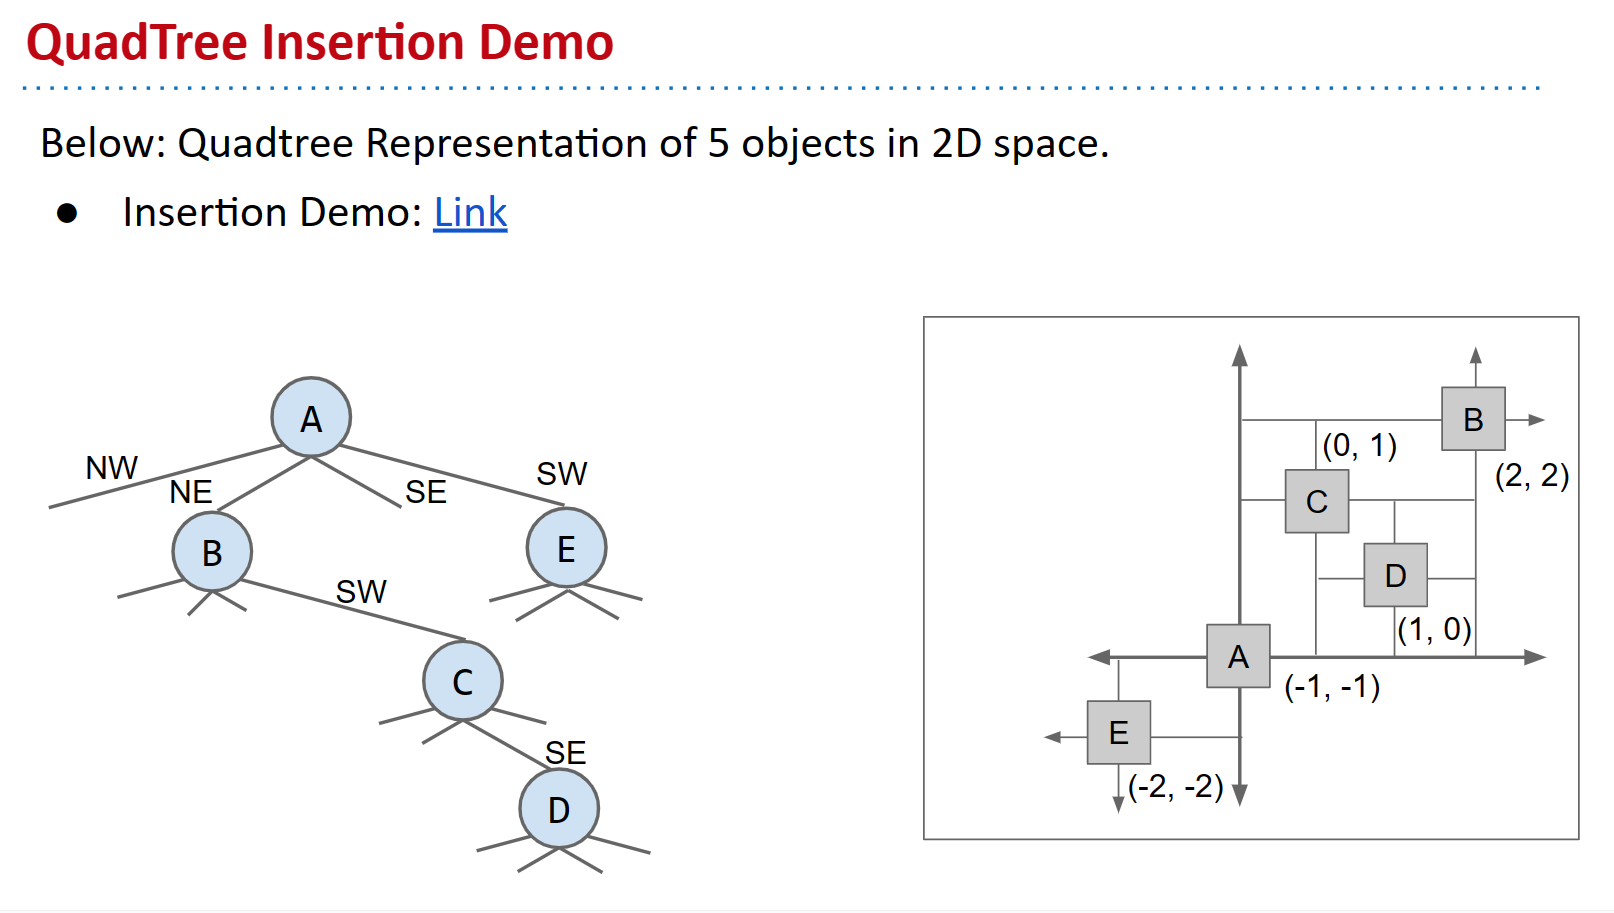 QuadTree Insertion Demo
Below: Quadtree Representation of 5 objects in 2D space.
● Insertion Demo: Link
A
NW
NE
SE
SW
B
E
SW
C
SE
D
B
(0, 1)
(2, 2)
C
D
(1, 0)
A
(-1, -1)
E
(-2, -2)